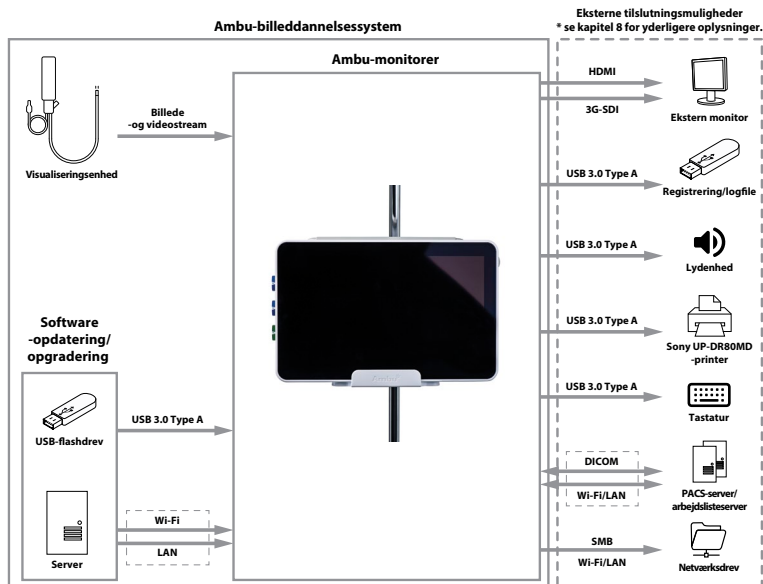 Eksterne tilslutningsmuligheder
* se kapitel 8 for yderligere oplysninger.
Ambu-billeddannelsessystem
Ambu-monitorer
Billede
-og videostream
Visualiseringsenhed
HDMI
3G-SDI
Ekstern monitor
USB 3.0 Type A
Registrering/logfile
USB 3.0 Type A
Lydenhed
USB 3.0 Type A
Sony UP-DR80MD
-printer
USB 3.0 Type A
Tastatur
Software
-opdatering/
opgradering
USB 3.0 Type A
USB-flashdrev
DICOM
Wi-Fi/LAN
PACS-server/
arbejdslisteserver
Wi-Fi
LAN
Server
SMB
Wi-Fi/LAN
Netværksdrev